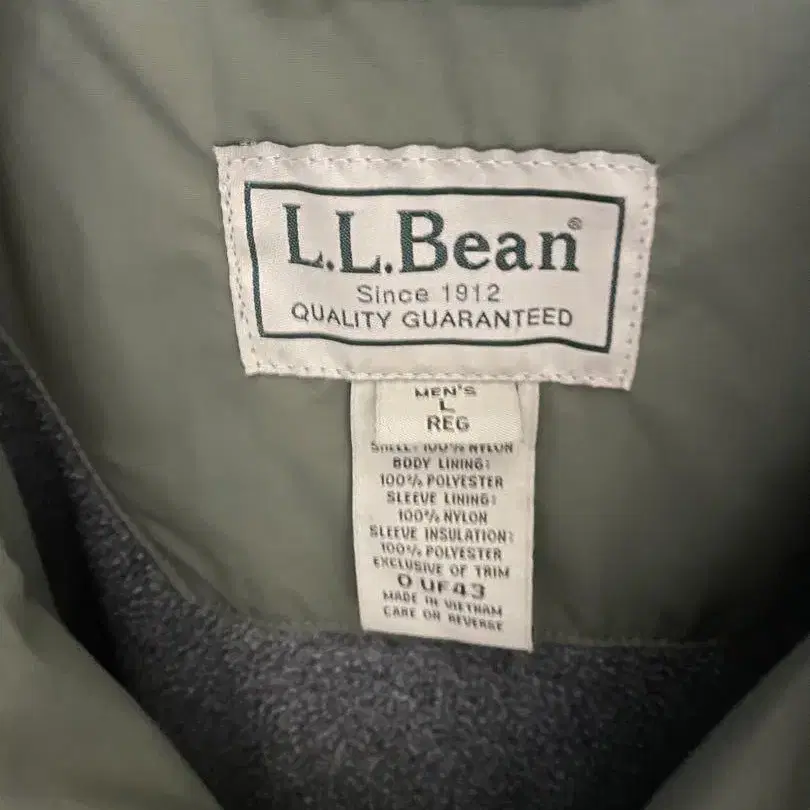 L.L.Bean®
Since 1912
QUALITY GUARANTEED
MEN'S
L
REG
SHELL: 100% NYLON
BODY LINING:
100% POLYESTER
SLEEVE LINING:
100% NYLON
SLEEVE INSULATION:
100% POLYESTER
EXCLUSIVE OF TRIM
0 UF43
MADE IN VIETNAM
CARE ON REVERSE